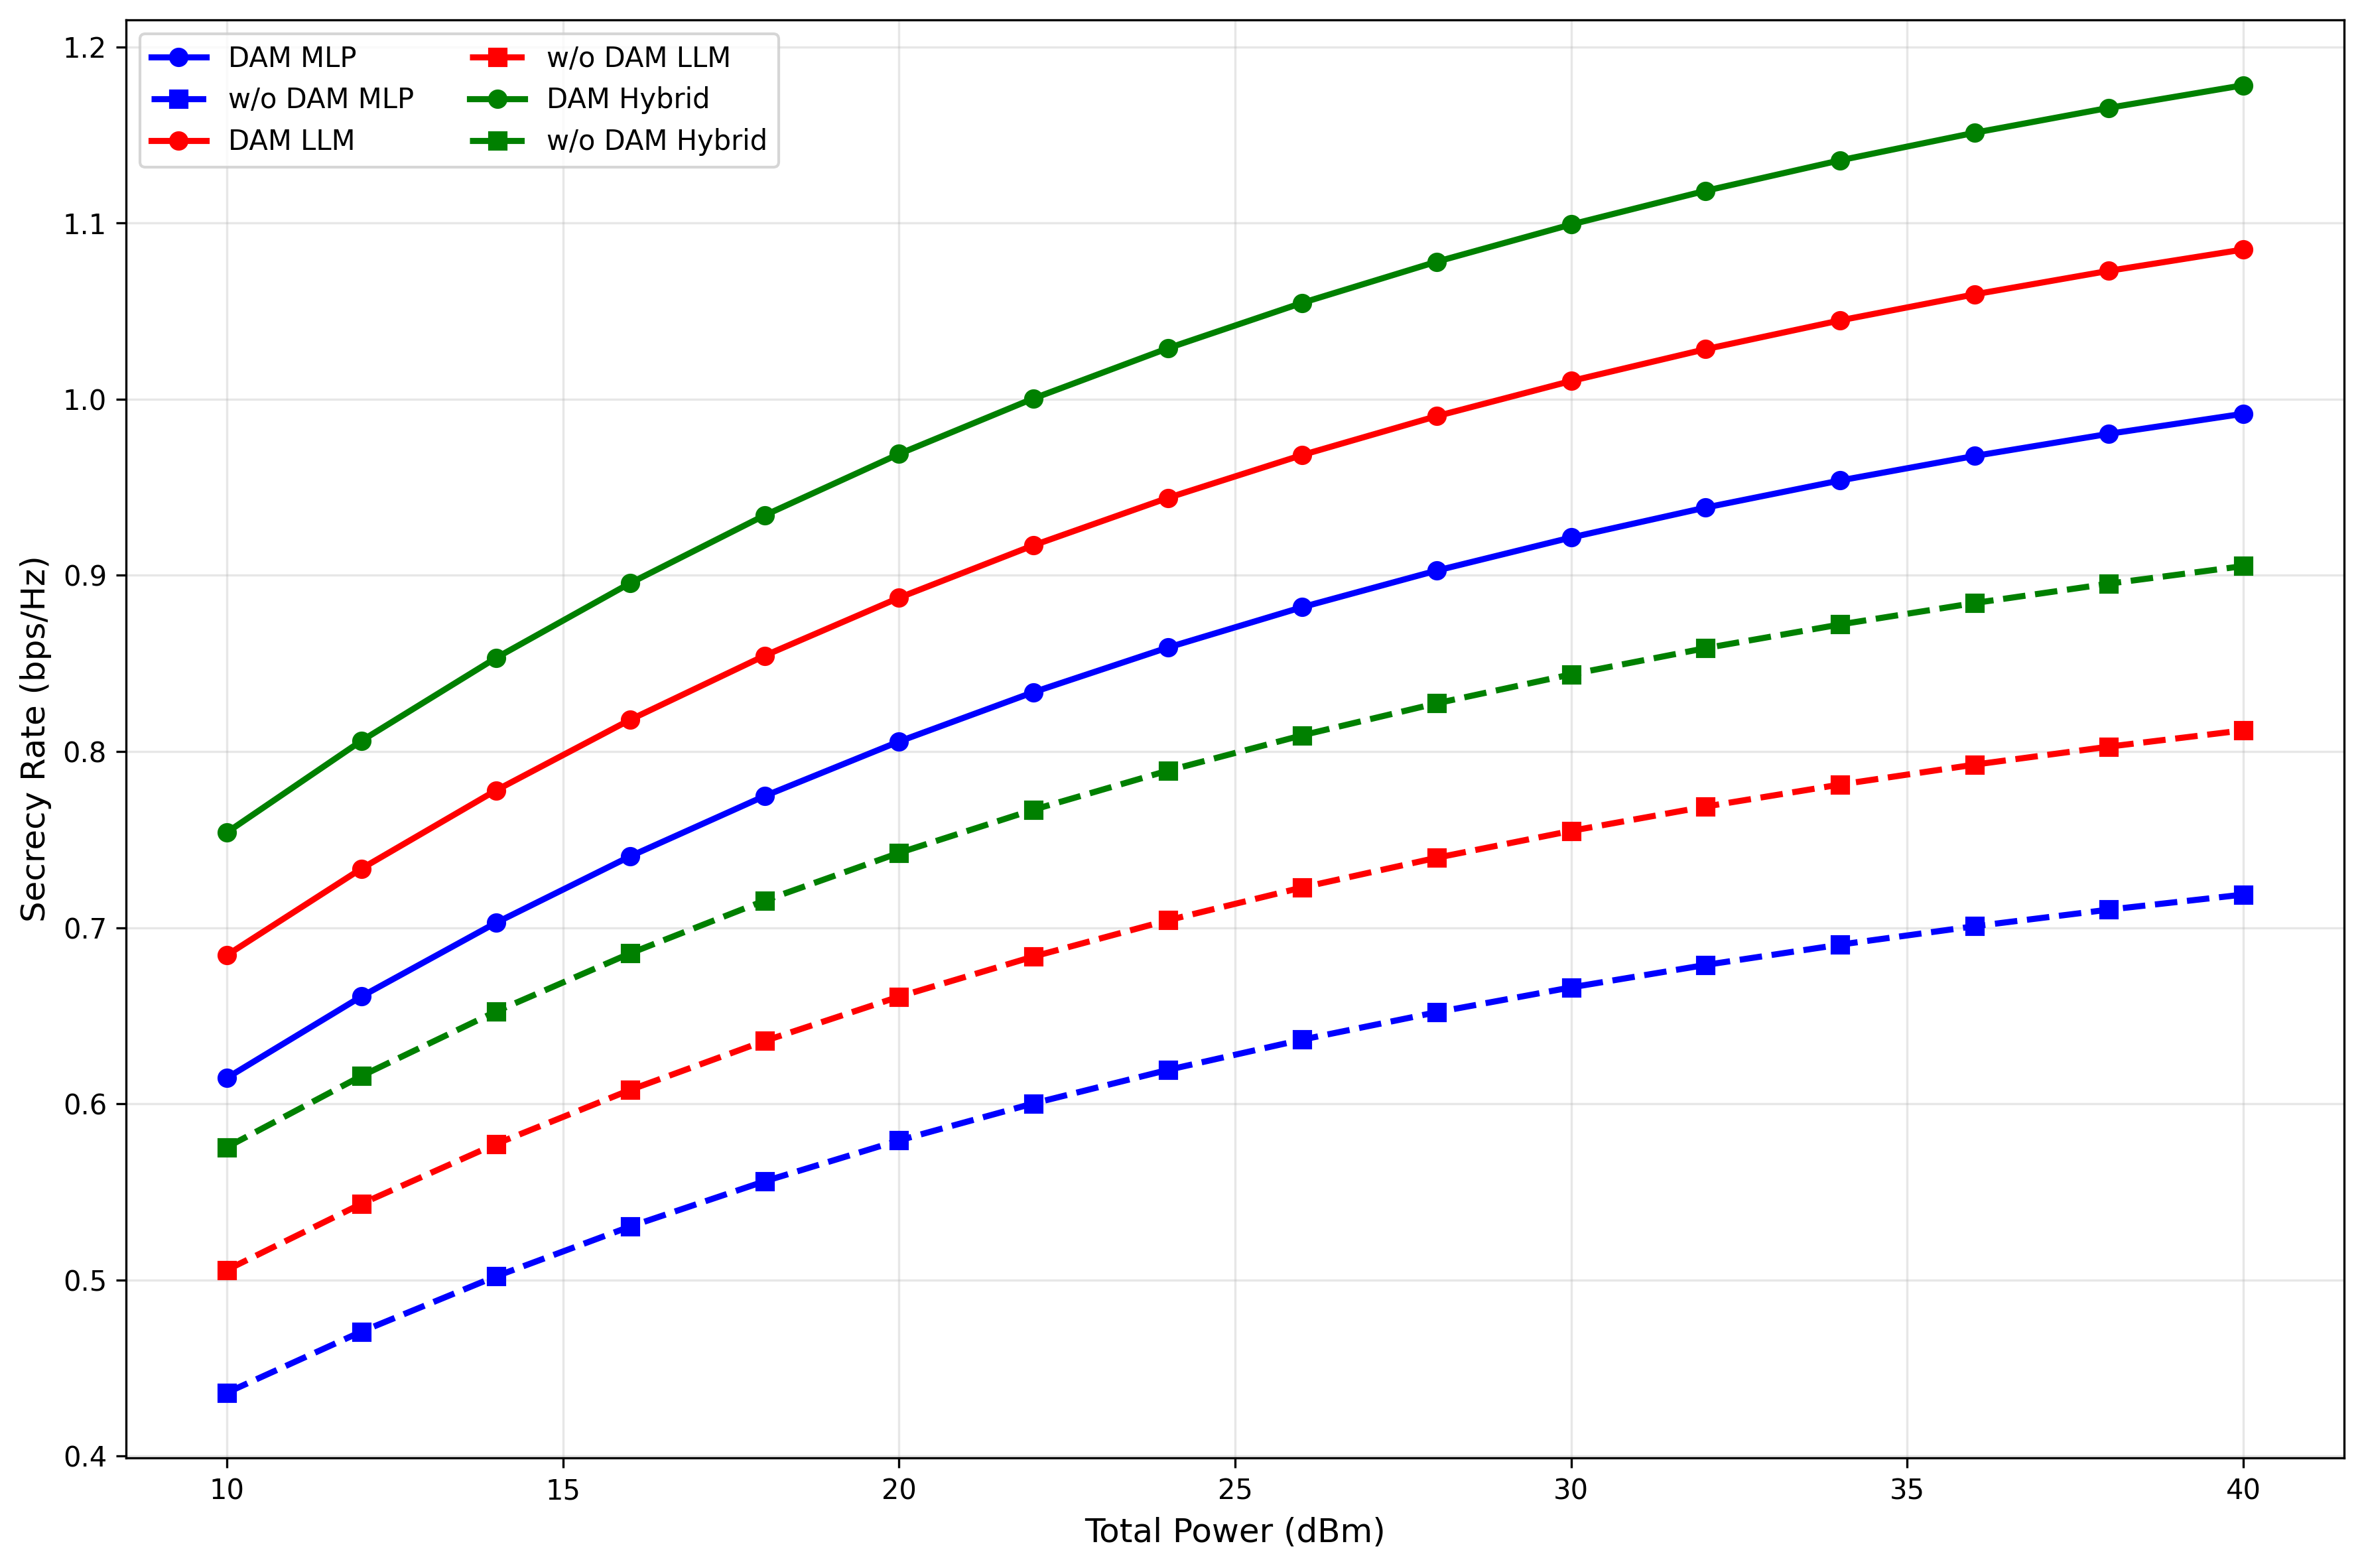 DAM MLP
w/o DAM MLP
DAM LLM
w/o DAM LLM
DAM Hybrid
w/o DAM Hybrid
Secrecy Rate (bps/Hz)
1.2
1.1
1.0
0.9
0.8
0.7
0.6
0.5
0.4
10 15 20 25 30 35 40
Total Power (dBm)